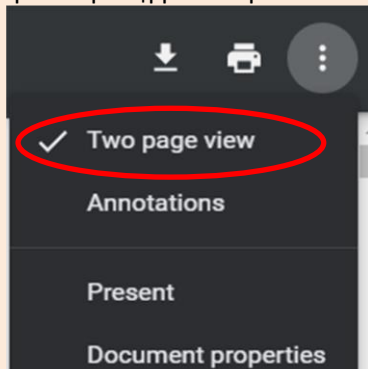 Two page view
Annotations
Present
Document properties